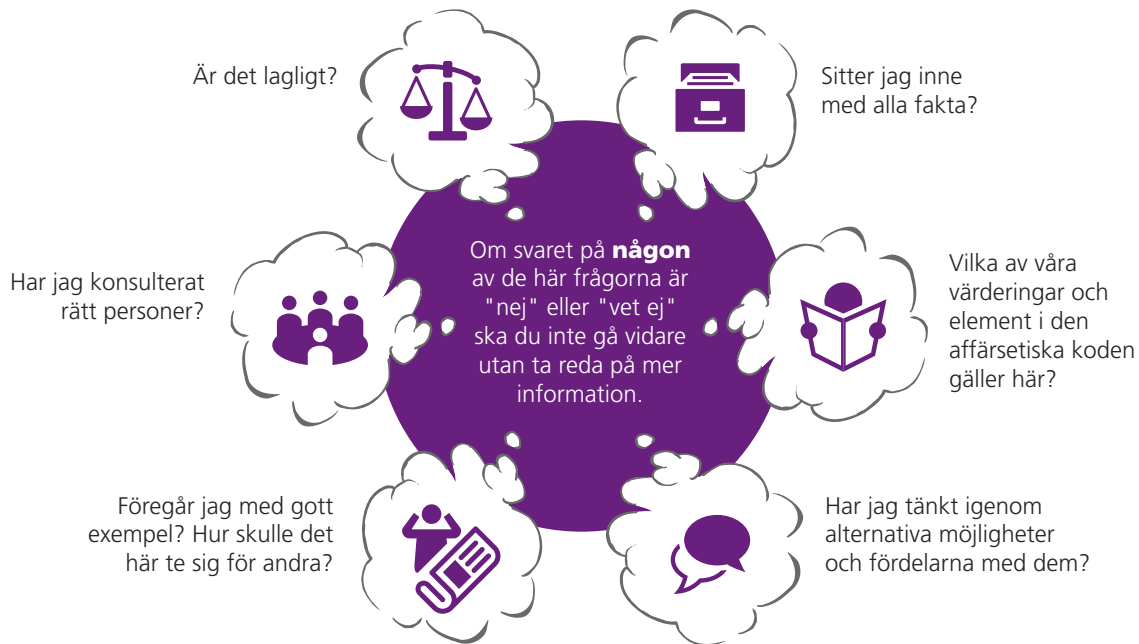 Är det lagligt?
Sitter jag inne
med alla fakta?
Har jag konsulterat
rätt personer?
Om svaret på någon
av de här frågorna är
"nej" eller "vet ej"
ska du inte gå vidare
utan ta reda på mer
information.
Vilka av våra
värderingar och
element i den
affärsetiska koden
gäller här?
Föregår jag med gott
exempel? Hur skulle det
här te sig för andra?
Har jag tänkt igenom
alternativa möjligheter
och fördelarna med dem?